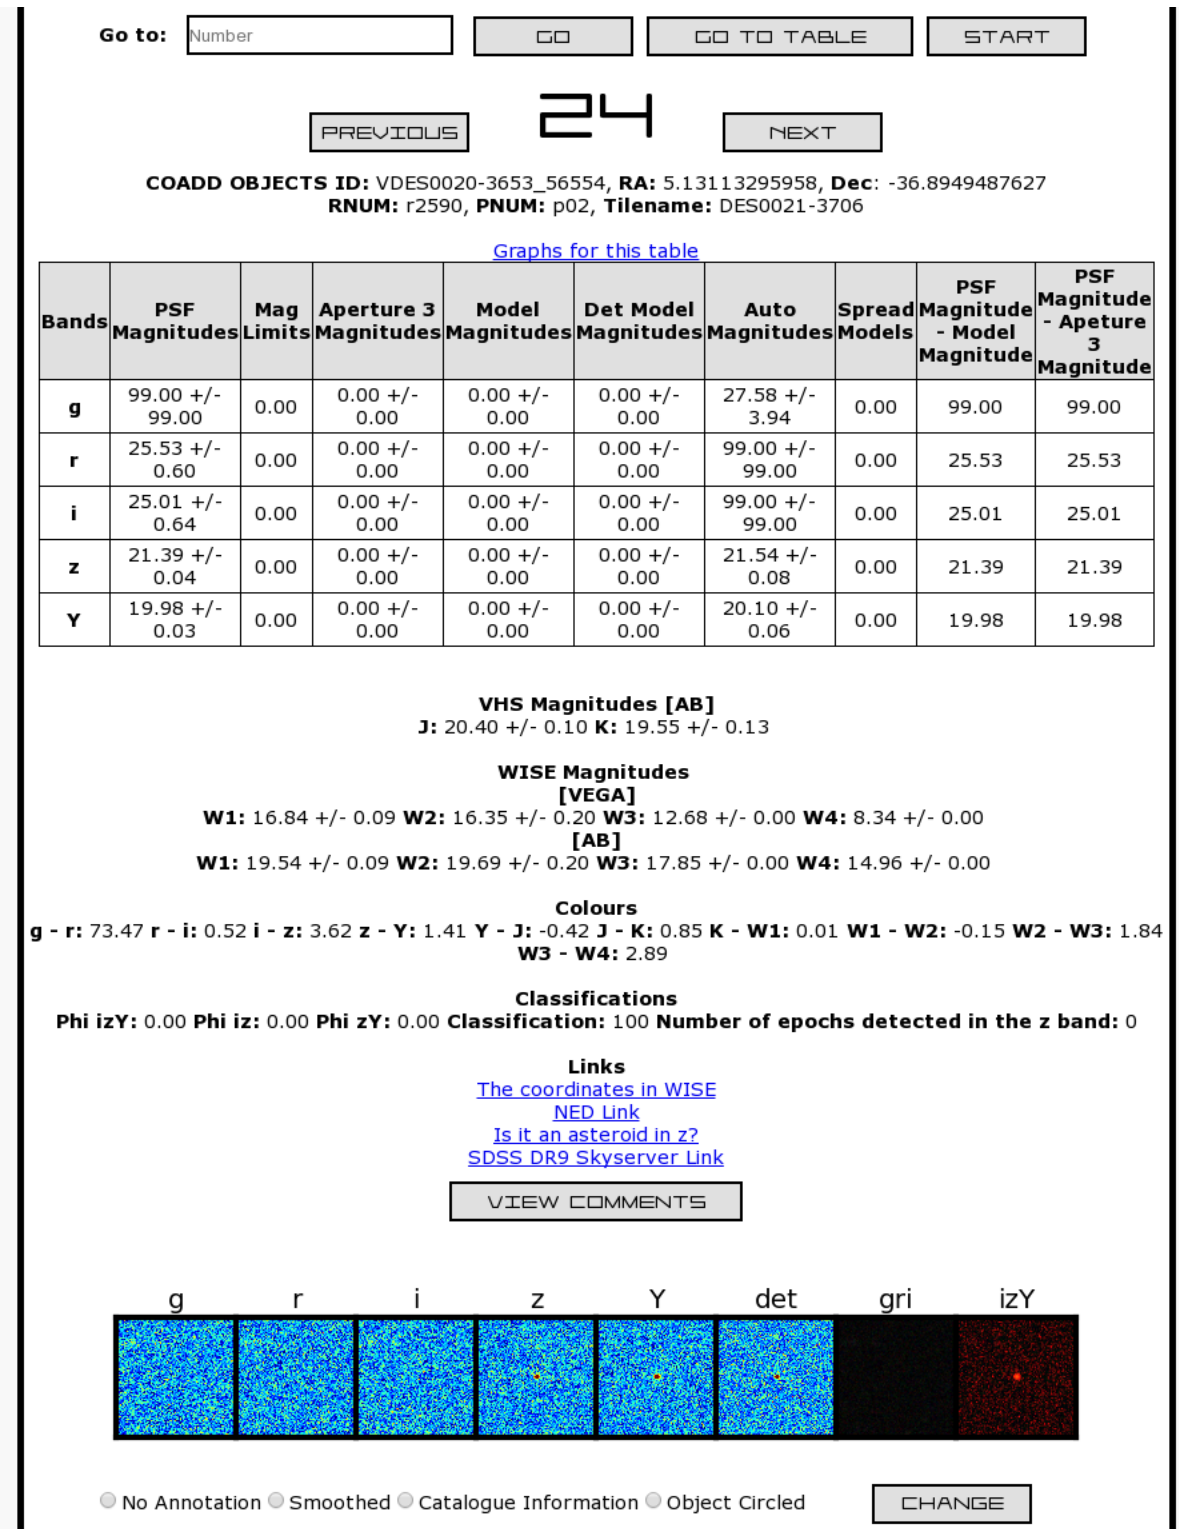 Go to: Number GO GO TO TABLE START
PREVIOUS 24 NEXT
COADD OBJECTS ID: VDES0020-3653_56554, RA: 5.13113295958, Dec: -36.8949487627
RNUM: r2590, PNUM: p02, Tilename: DES0021-3706
Graphs for this table
Bands PSF Magnitudes Mag Limits Aperture 3 Magnitudes Model Magnitudes Det Model Magnitudes Auto Magnitudes Spread Models PSF Magnitude - Model Magnitude PSF Magnitude - Apeture 3 Magnitude
g 99.00 +/- 99.00 0.00 0.00 +/- 0.00 0.00 +/- 0.00 0.00 +/- 0.00 27.58 +/- 3.94 0.00 99.00 99.00
r 25.53 +/- 0.60 0.00 0.00 +/- 0.00 0.00 +/- 0.00 0.00 +/- 0.00 99.00 +/- 99.00 0.00 25.53 25.53
i 25.01 +/- 0.64 0.00 0.00 +/- 0.00 0.00 +/- 0.00 0.00 +/- 0.00 99.00 +/- 99.00 0.00 25.01 25.01
z 21.39 +/- 0.04 0.00 0.00 +/- 0.00 0.00 +/- 0.00 0.00 +/- 0.00 21.54 +/- 0.08 0.00 21.39 21.39
Y 19.98 +/- 0.03 0.00 0.00 +/- 0.00 0.00 +/- 0.00 0.00 +/- 0.00 20.10 +/- 0.06 0.00 19.98 19.98
VHS Magnitudes [AB]
J: 20.40 +/- 0.10 K: 19.55 +/- 0.13
WISE Magnitudes
[VEGA]
W1: 16.84 +/- 0.09 W2: 16.35 +/- 0.20 W3: 12.68 +/- 0.00 W4: 8.34 +/- 0.00
[AB]
W1: 19.54 +/- 0.09 W2: 19.69 +/- 0.20 W3: 17.85 +/- 0.00 W4: 14.96 +/- 0.00
Colours
g - r: 73.47 r - i: 0.52 i - z: 3.62 z - Y: 1.41 Y - J: -0.42 J - K: 0.85 K - W1: 0.01 W1 - W2: -0.15 W2 - W3: 1.84
W3 - W4: 2.89
Classifications
Phi izY: 0.00 Phi iz: 0.00 Phi zY: 0.00 Classification: 100 Number of epochs detected in the z band: 0
Links
The coordinates in WISE
NED Link
Is it an asteroid in z?
SDSS DR9 Skyserver Link
VIEW COMMENTS
g r i z Y det gri izY
No Annotation Smoothed Catalogue Information Object Circled CHANGE